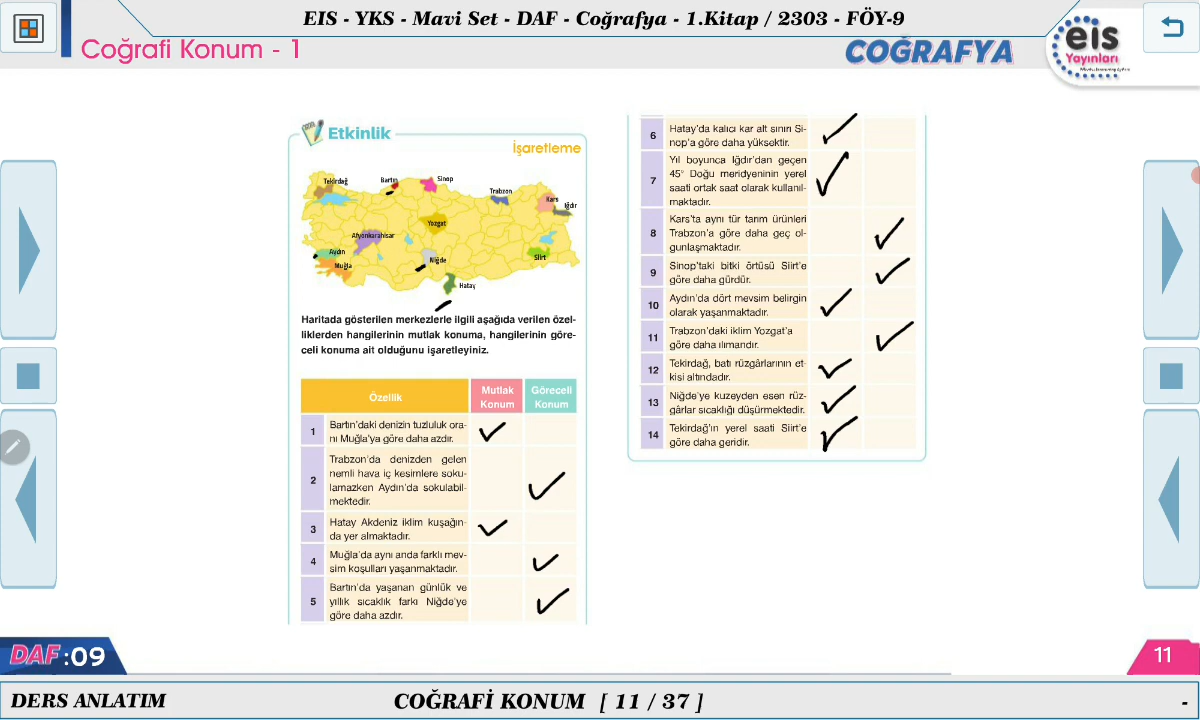 EIS - YKS - Mavi Set - DAF - Coğrafya - 1.Kitap / 2303 - FÖY-9
Coğrafi Konum - 1
COĞRAFYA
eis
Yayınları
Etkinlik
İşaretleme
Tekirdağ
Bartın
Sinop
Trabzon
Kars
Iğdır
Yozgat
Afyonkarahisar
Aydın
Niğde
Siirt
Muğla
Hatay
Haritada gösterilen merkezlerle ilgili aşağıda verilen özel-
liklerden hangilerinin mutlak konuma, hangilerinin göre-
celi konuma ait olduğunu işaretleyiniz.
Özellik
Mutlak
Konum
Göreceli
Konum
1
Bartın'daki denizin tuzluluk ora-
nı Muğla'ya göre daha azdır.
2
Trabzon'da denizden gelen
nemli hava iç kesimlere soku-
lamazken Aydın'da sokulabil-
mektedir.
3
Hatay Akdeniz iklim kuşağın-
da yer almaktadır.
4
Muğla'da aynı anda farklı mev-
sim koşulları yaşanmaktadır.
5
Bartın'da yaşanan günlük ve
yıllık sıcaklık farkı Niğde'ye
göre daha azdır.
6
Hatay'da kalıcı kar alt sınırı Si-
nop'a göre daha yüksektir.
7
Yıl boyunca Iğdır'dan geçen
45° Doğu meridyeninin yerel
saati ortak saat olarak kullanıl-
maktadır.
8
Kars'ta aynı tür tarım ürünleri
Trabzon'a göre daha geç ol-
gunlaşmaktadır.
9
Sinop'taki bitki örtüsü Siirt'e
göre daha gürdür.
10
Aydın'da dört mevsim belirgin
olarak yaşanmaktadır.
11
Trabzon'daki iklim Yozgat'a
göre daha ılımandır.
12
Tekirdağ, batı rüzgârlarının et-
kisi altındadır.
13
Niğde'ye kuzeyden esen rüz-
gârlar sıcaklığı düşürmektedir.
14
Tekirdağ'ın yerel saati Siirt'e
göre daha geridir.
DAF :09
11
DERS ANLATIM
COĞRAFİ KONUM [ 11 / 37 ]
-